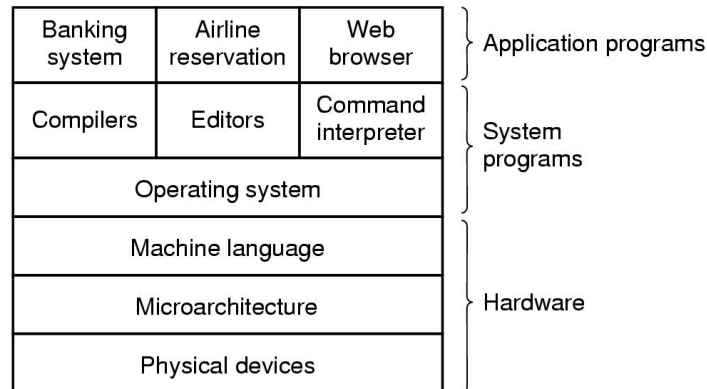 Banking
system
Airline
reservation
Web
browser
Application programs
Compilers
Editors
Command
interpreter
System
programs
Operating system
Machine language
Microarchitecture
Hardware
Physical devices